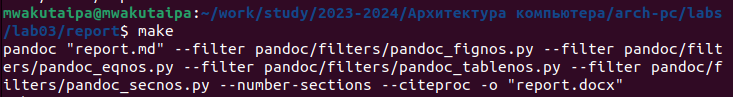 mwakutaipa@mwakutaipa:~/work/study/2023-2024/Архитектура компьютера/arch-pc/labs
/lab03/report$ make
pandoc "report.md" --filter pandoc/filters/pandoc_fignos.py --filter pandoc/filt
ers/pandoc_eqnos.py --filter pandoc/filters/pandoc_tablenos.py --filter pandoc/f
ilters/pandoc_secnos.py --number-sections --citeproc -o "report.docx"